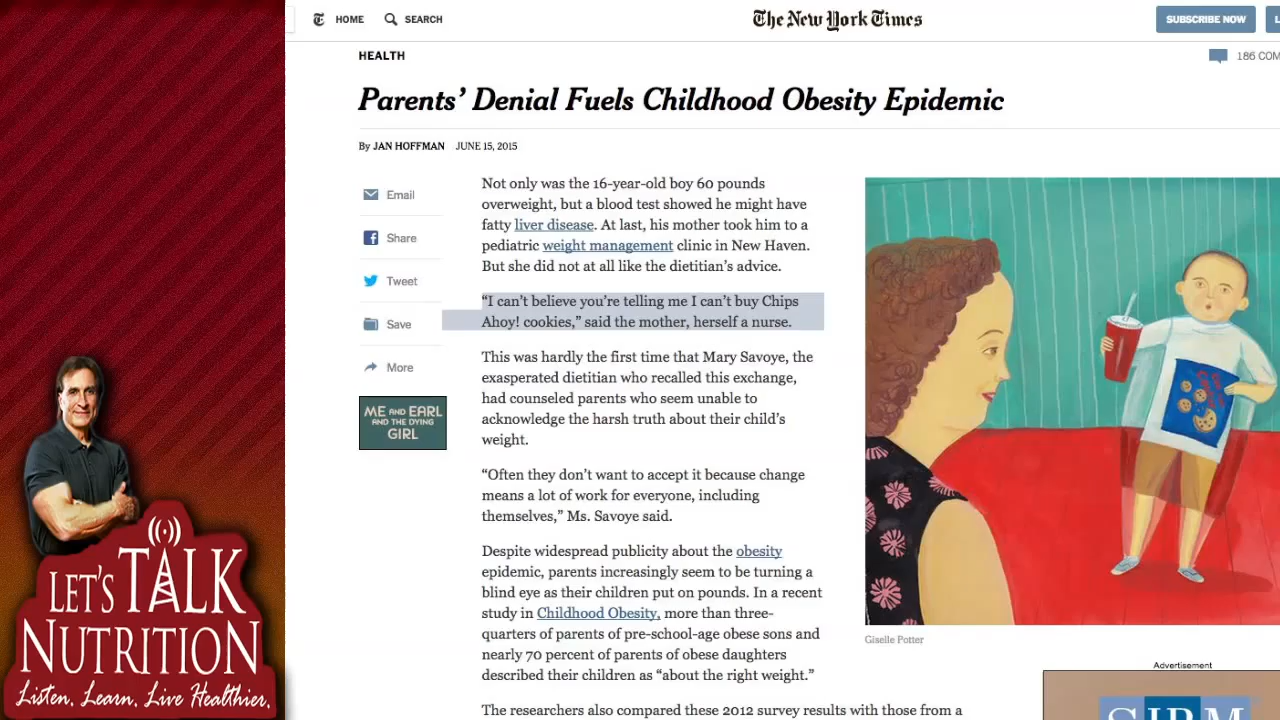 HOME
SEARCH
The New York Times
SUBSCRIBE NOW
HEALTH
186 COM
Parents’ Denial Fuels Childhood Obesity Epidemic
By JAN HOFFMAN JUNE 15, 2015
Email
Share
Tweet
Save
More
ME AND EARL
AND THE DYING
GIRL
Not only was the 16-year-old boy 60 pounds
overweight, but a blood test showed he might have
fatty liver disease. At last, his mother took him to a
pediatric weight management clinic in New Haven.
But she did not at all like the dietitian’s advice.
“I can’t believe you’re telling me I can’t buy Chips
Ahoy! cookies,” said the mother, herself a nurse.
This was hardly the first time that Mary Savoye, the
exasperated dietitian who recalled this exchange,
had counseled parents who seem unable to
acknowledge the harsh truth about their child’s
weight.
“Often they don’t want to accept it because change
means a lot of work for everyone, including
themselves,” Ms. Savoye said.
Despite widespread publicity about the obesity
epidemic, parents increasingly seem to be turning a
blind eye as their children put on pounds. In a recent
study in Childhood Obesity, more than three-
quarters of parents of pre-school-age obese sons and
nearly 70 percent of parents of obese daughters
described their children as “about the right weight.”
The researchers also compared these 2012 survey results with those from a
Giselle Potter
Advertisement
LET'S TALK
NUTRITION
Listen. Learn. Live Healthier.